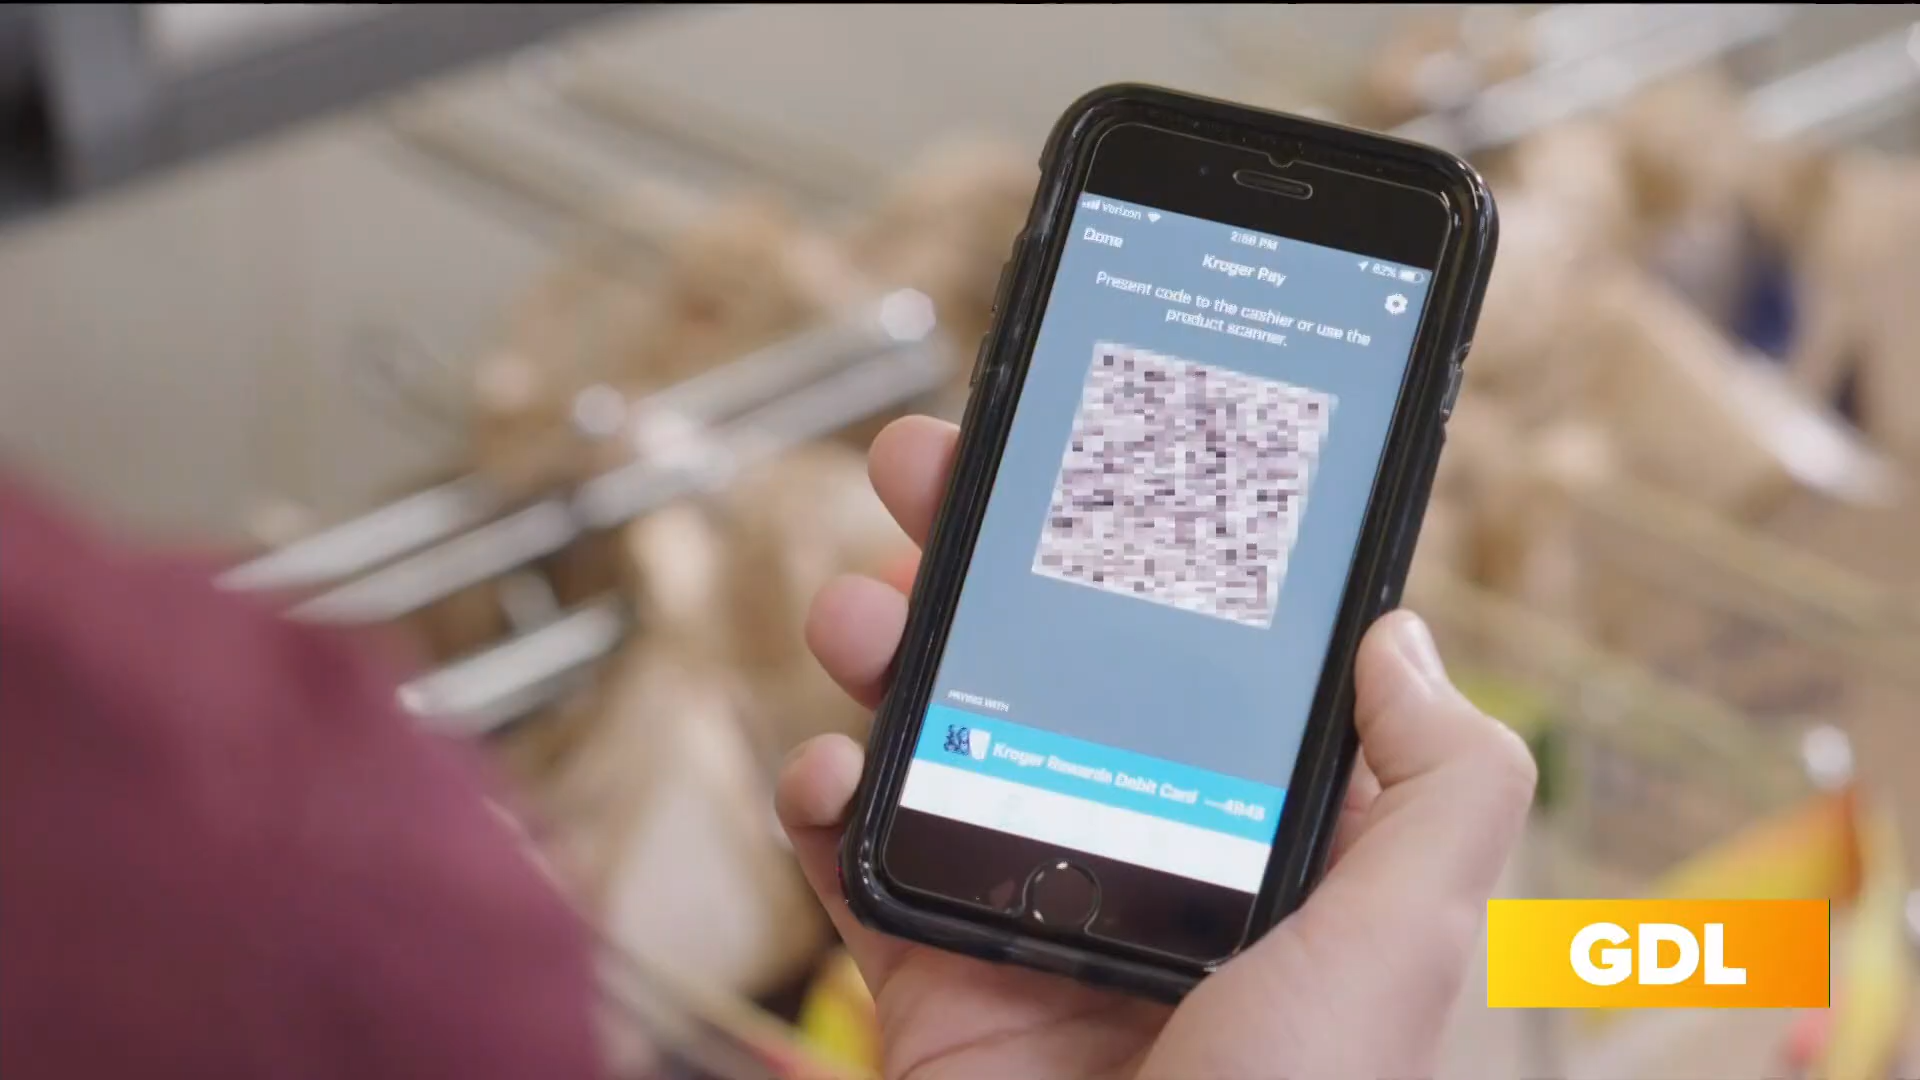 verizon
2:58 PM
62%
Done
Kroger Pay
Present code to the cashier or use the
product scanner.
PAYING WITH
Kroger Rewards Debit Card
GDL